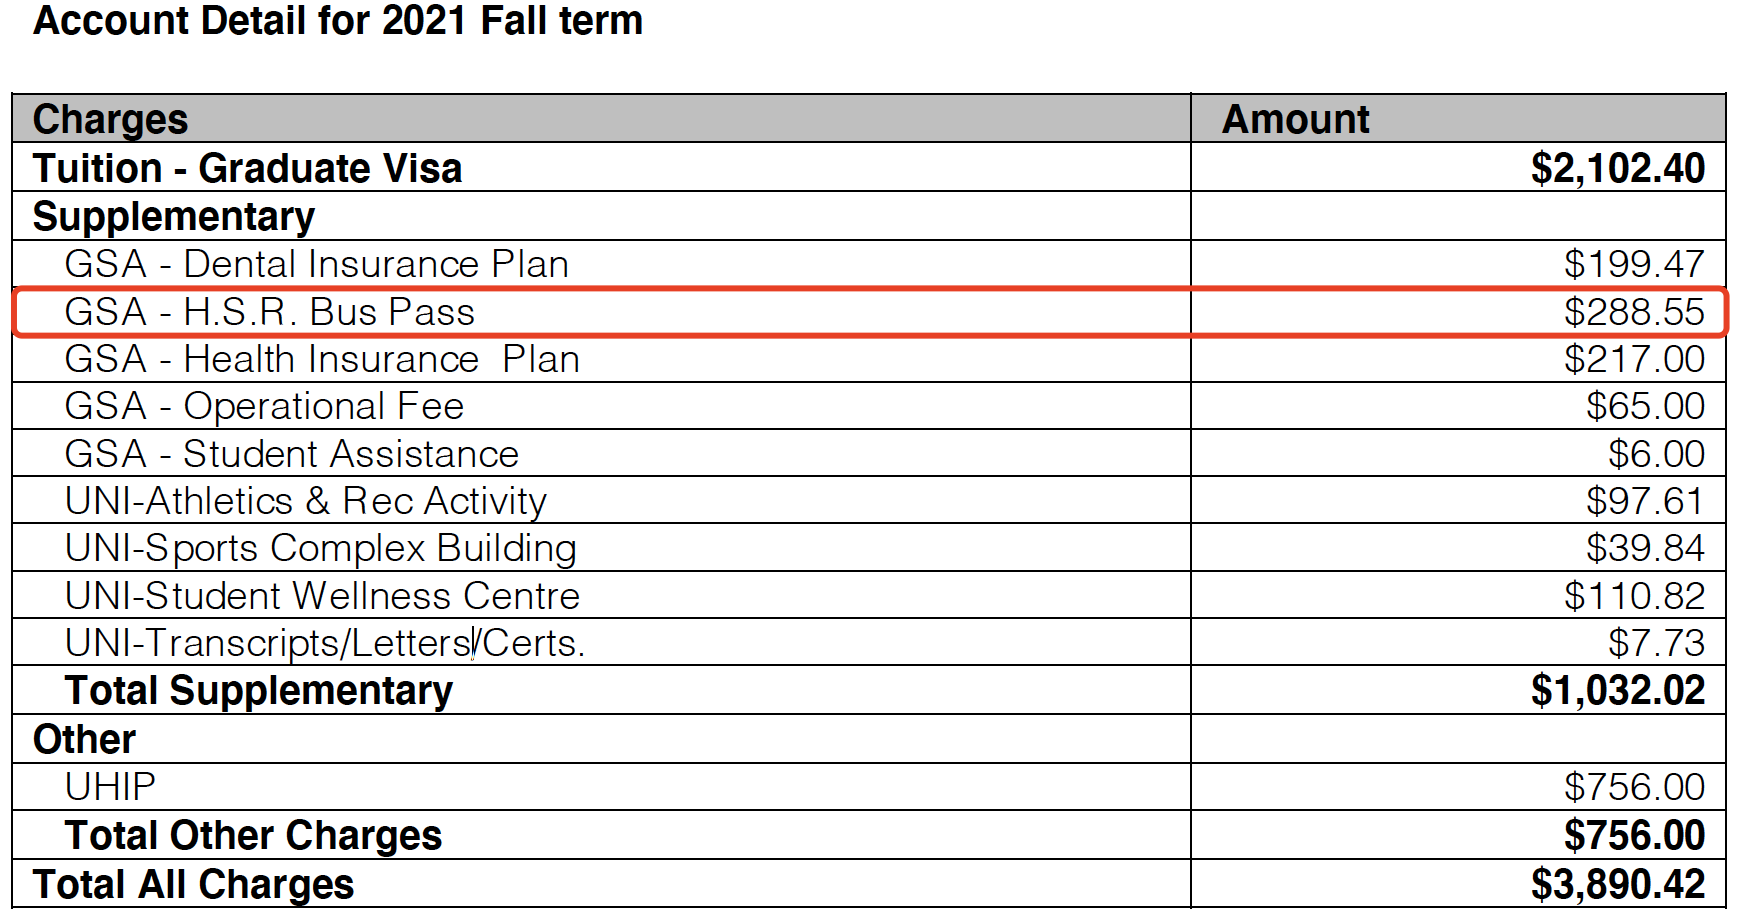 Account Detail for 2021 Fall term
Charges Amount
Tuition - Graduate Visa $2,102.40
Supplementary
GSA - Dental Insurance Plan $199.47
GSA - H.S.R. Bus Pass $288.55
GSA - Health Insurance  Plan $217.00
GSA - Operational Fee $65.00
GSA - Student Assistance $6.00
UNI-Athletics & Rec Activity $97.61
UNI-Sports Complex Building $39.84
UNI-Student Wellness Centre $110.82
UNI-Transcripts/Letters/Certs. $7.73
Total Supplementary $1,032.02
Other
UHIP $756.00
Total Other Charges $756.00
Total All Charges $3,890.42